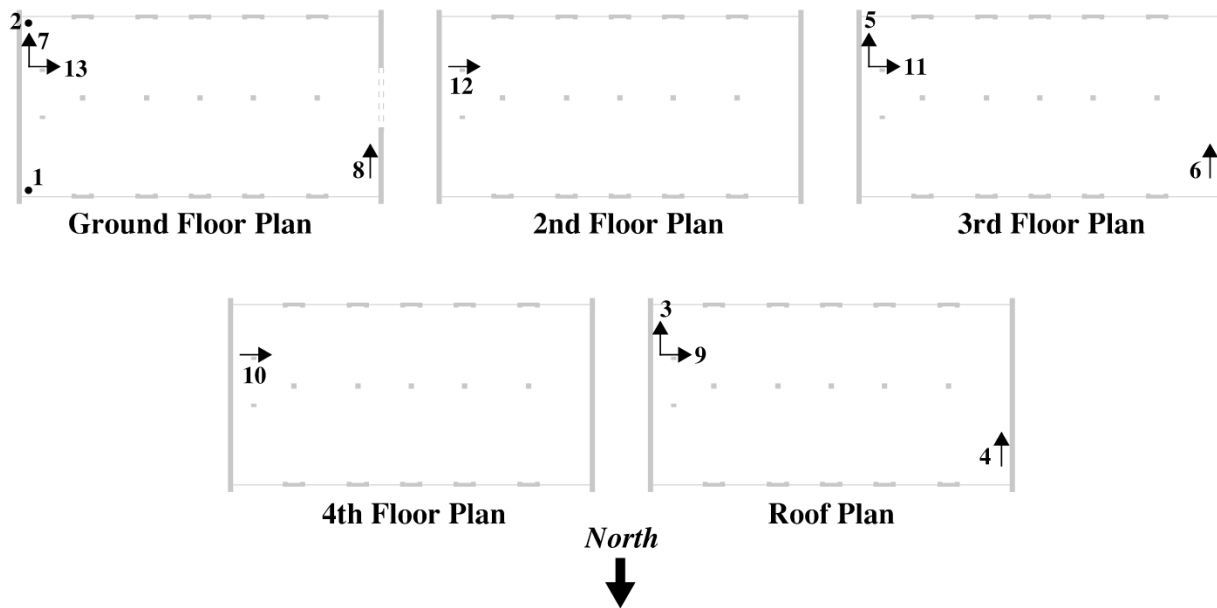 2
7
13
1
8
Ground Floor Plan
12
2nd Floor Plan
5
11
6
3rd Floor Plan
10
4th Floor Plan
3
9
4
Roof Plan
North